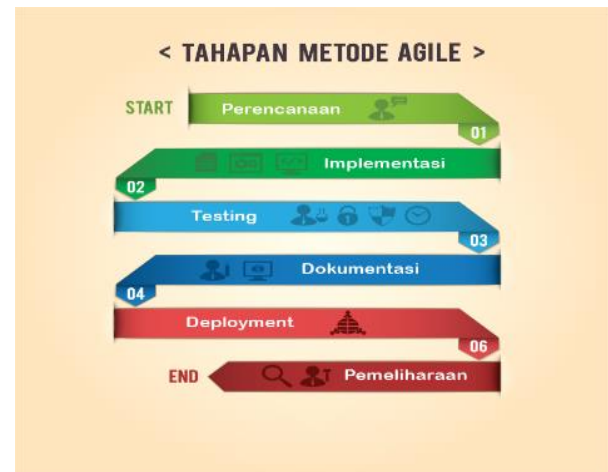 < TAHAPAN METODE AGILE >
START Perencanaan
01
Implementasi
02
Testing
03
Dokumentasi
04
Deployment
06
END Pemeliharaan